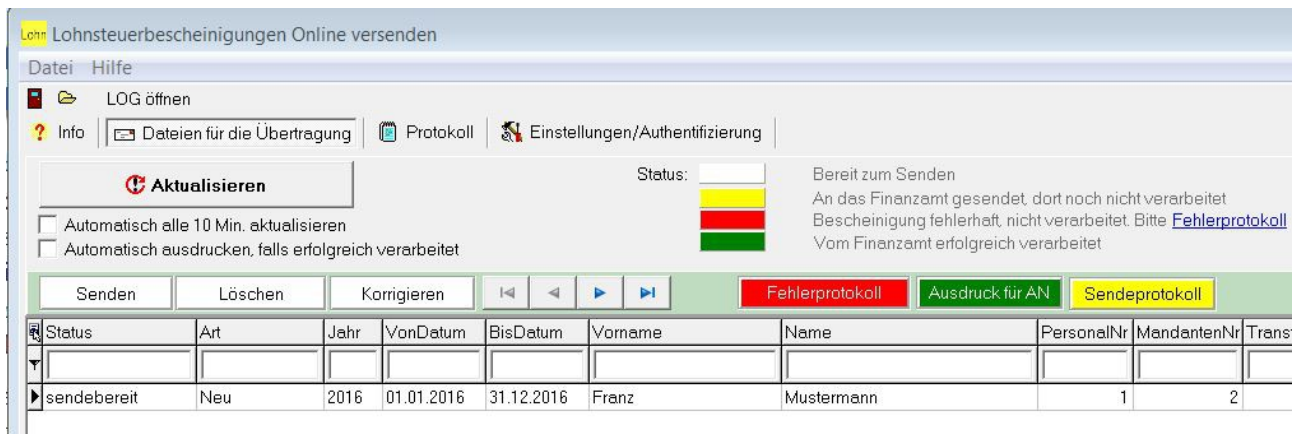 Lohn Lohnsteuerbescheinigungen Online versenden
Datei Hilfe
LOG öffnen
? Info Dateien für die Übertragung Protokoll Einstellungen/Authentifizierung
Aktualisieren
Status: Bereit zum Senden
An das Finanzamt gesendet, dort noch nicht verarbeitet
Automatisch alle 10 Min. aktualisieren
Bescheinigung fehlerhaft, nicht verarbeitet. Bitte Fehlerprotokoll
Automatisch ausdrucken, falls erfolgreich verarbeitet
Vom Finanzamt erfolgreich verarbeitet
Senden Löschen Korrigieren Fehlerprotokoll Ausdruck für AN Sendeprotokoll
Status Art Jahr VonDatum BisDatum Vorname Name PersonalNr MandantenNr
sendebereit Neu 2016 01.01.2016 31.12.2016 Franz Mustermann 1 2